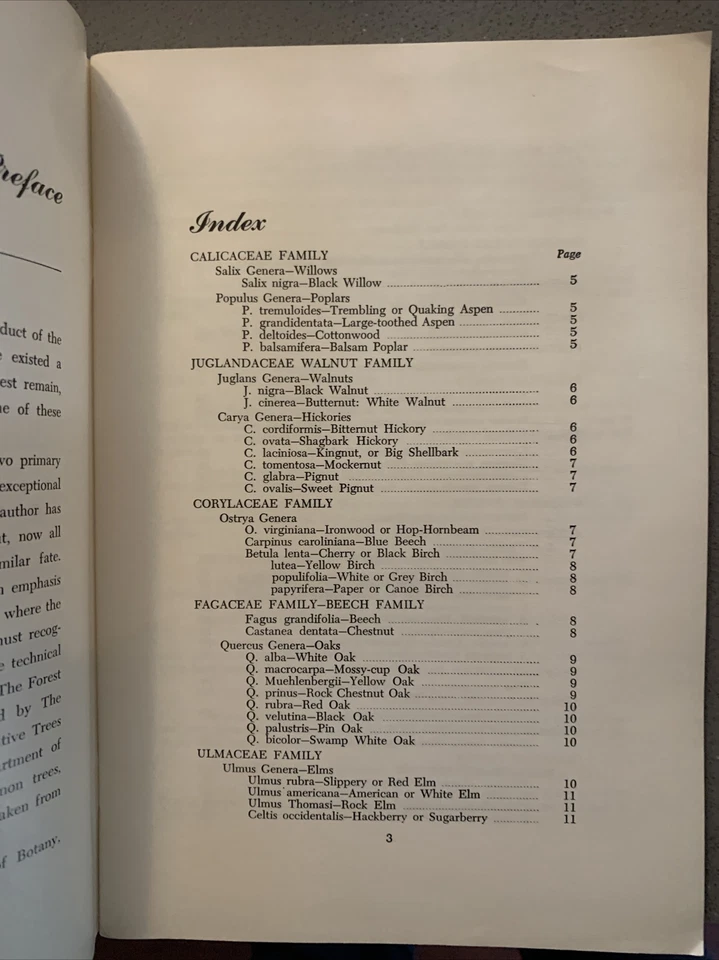 Preface
duct of the
existed a
est remain,
ne of these
vo primary
exceptional
author has
t, now all
milar fate.
n emphasis
where the
nust recog-
e technical
The Forest
d by The
tive Trees
artment of
non trees,
aken from
of Botany,
Index
CALICACEAE FAMILY Page
Salix Genera—Willows
Salix nigra—Black Willow 5
Populus Genera—Poplars
P. tremuloides—Trembling or Quaking Aspen 5
P. grandidentata—Large-toothed Aspen 5
P. deltoides—Cottonwood 5
P. balsamifera—Balsam Poplar 5
JUGLANDACEAE WALNUT FAMILY
Juglans Genera—Walnuts
J. nigra—Black Walnut 6
J. cinerea—Butternut: White Walnut 6
Carya Genera—Hickories
C. cordiformis—Bitternut Hickory 6
C. ovata—Shagbark Hickory 6
C. laciniosa—Kingnut, or Big Shellbark 6
C. tomentosa—Mockernut 7
C. glabra—Pignut 7
C. ovalis—Sweet Pignut 7
CORYLACEAE FAMILY
Ostrya Genera
O. virginiana—Ironwood or Hop-Hornbeam 7
Carpinus caroliniana—Blue Beech 7
Betula lenta—Cherry or Black Birch 7
lutea—Yellow Birch 8
populifolia—White or Grey Birch 8
papyrifera—Paper or Canoe Birch 8
FAGACEAE FAMILY—BEECH FAMILY
Fagus grandifolia—Beech 8
Castanea dentata—Chestnut 8
Quercus Genera—Oaks
Q. alba—White Oak 9
Q. macrocarpa—Mossy-cup Oak 9
Q. Muehlenbergii—Yellow Oak 9
Q. prinus—Rock Chestnut Oak 9
Q. rubra—Red Oak 10
Q. velutina—Black Oak 10
Q. palustris—Pin Oak 10
Q. bicolor—Swamp White Oak 10
ULMACEAE FAMILY
Ulmus Genera—Elms
Ulmus rubra—Slippery or Red Elm 10
Ulmus americana—American or White Elm 11
Ulmus Thomasi—Rock Elm 11
Celtis occidentalis—Hackberry or Sugarberry 11
3